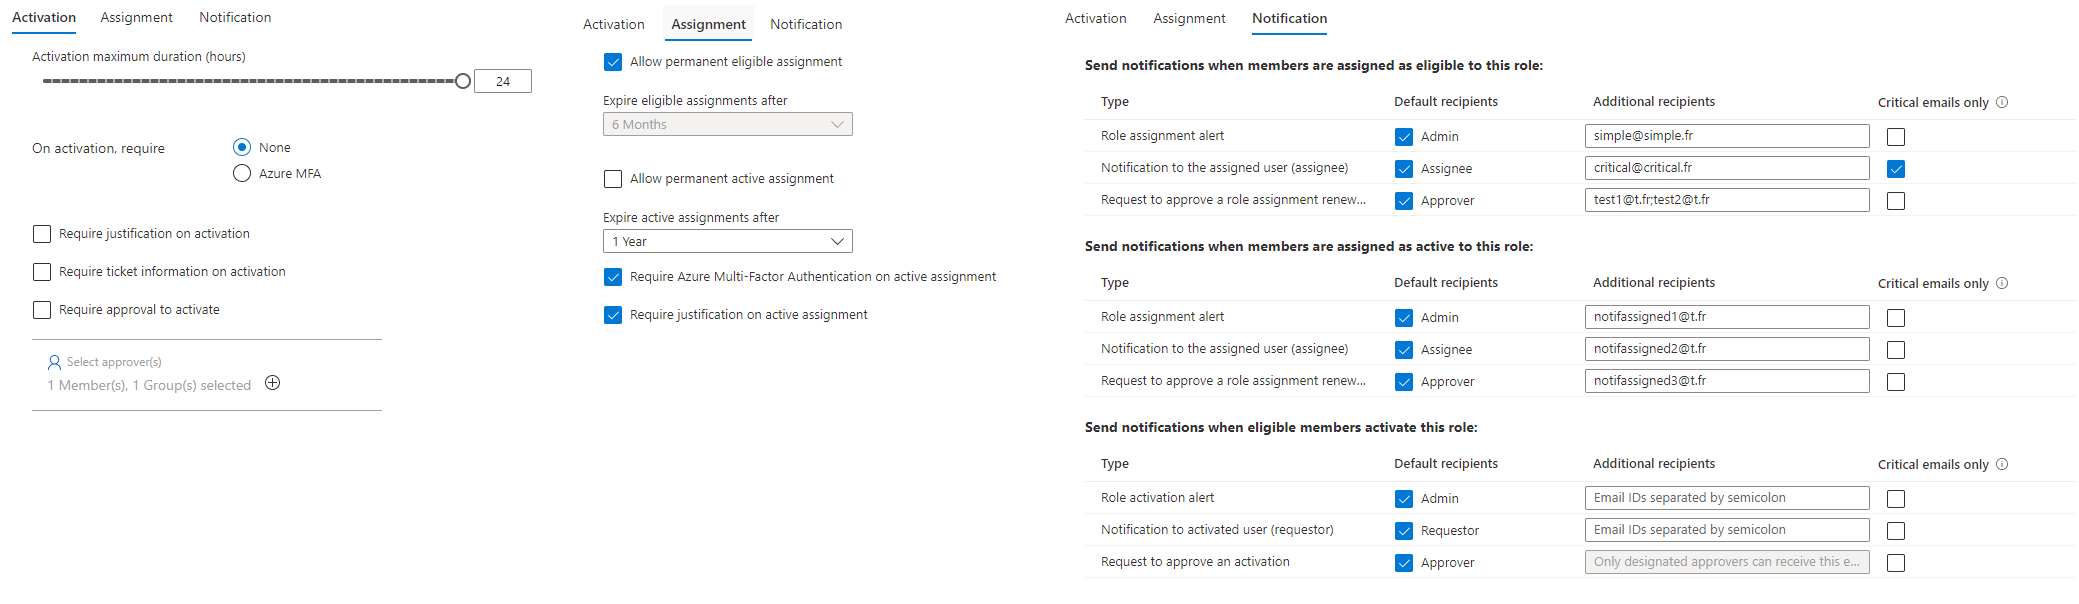 Activation Assignment Notification
Activation maximum duration (hours)
24
On activation, require
None
Azure MFA
Require justification on activation
Require ticket information on activation
Require approval to activate
Select approver(s)
1 Member(s), 1 Group(s) selected
Activation Assignment Notification
Allow permanent eligible assignment
Expire eligible assignments after
6 Months
Allow permanent active assignment
Expire active assignments after
1 Year
Require Azure Multi-Factor Authentication on active assignment
Require justification on active assignment
Activation Assignment Notification
Send notifications when members are assigned as eligible to this role:
Type Default recipients Additional recipients Critical emails only
Role assignment alert Admin simple@simple.fr
Notification to the assigned user (assignee) Assignee critical@critical.fr
Request to approve a role assignment renew... Approver test1@t.fr;test2@t.fr
Send notifications when members are assigned as active to this role:
Type Default recipients Additional recipients Critical emails only
Role assignment alert Admin notifassigned1@t.fr
Notification to the assigned user (assignee) Assignee notifassigned2@t.fr
Request to approve a role assignment renew... Approver notifassigned3@t.fr
Send notifications when eligible members activate this role:
Type Default recipients Additional recipients Critical emails only
Role activation alert Admin Email IDs separated by semicolon
Notification to activated user (requestor) Requestor Email IDs separated by semicolon
Request to approve an activation Approver Only designated approvers can receive this e...